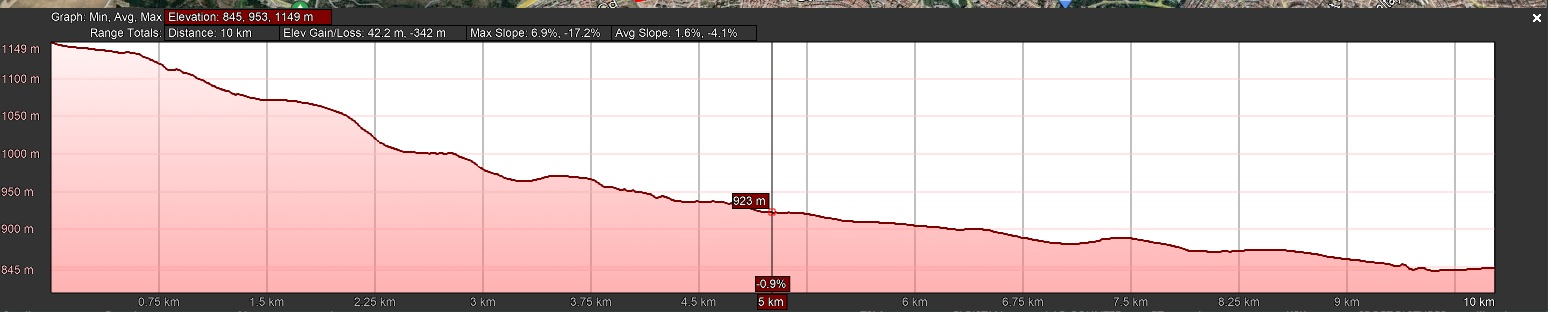 Graph: Min, Avg, Max Elevation: 845, 953, 1149 m
Range Totals: Distance: 10 km Elev Gain/Loss: 42.2 m, -342 m Max Slope: 6.9%, -17.2% Avg Slope: 1.6%, -4.1%
1149 m
1100 m
1050 m
1000 m
950 m
923 m
900 m
845 m
-0.9%
0.75 km 1.5 km 2.25 km 3 km 3.75 km 4.5 km 5 km 6 km 6.75 km 7.5 km 8.25 km 9 km 10 km